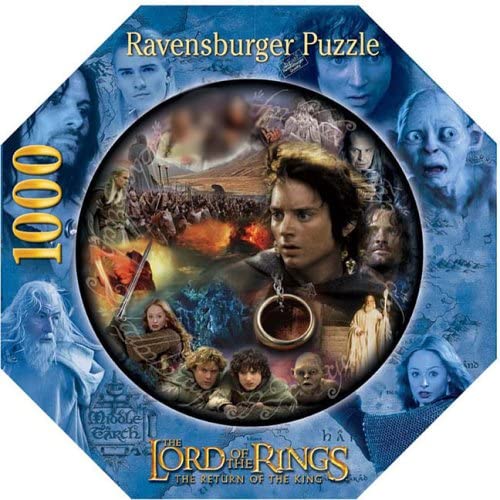 Ravensburger Puzzle
1000
MIDDLE
EARTH
THE
LORD OF THE RINGS
THE RETURN OF THE KING